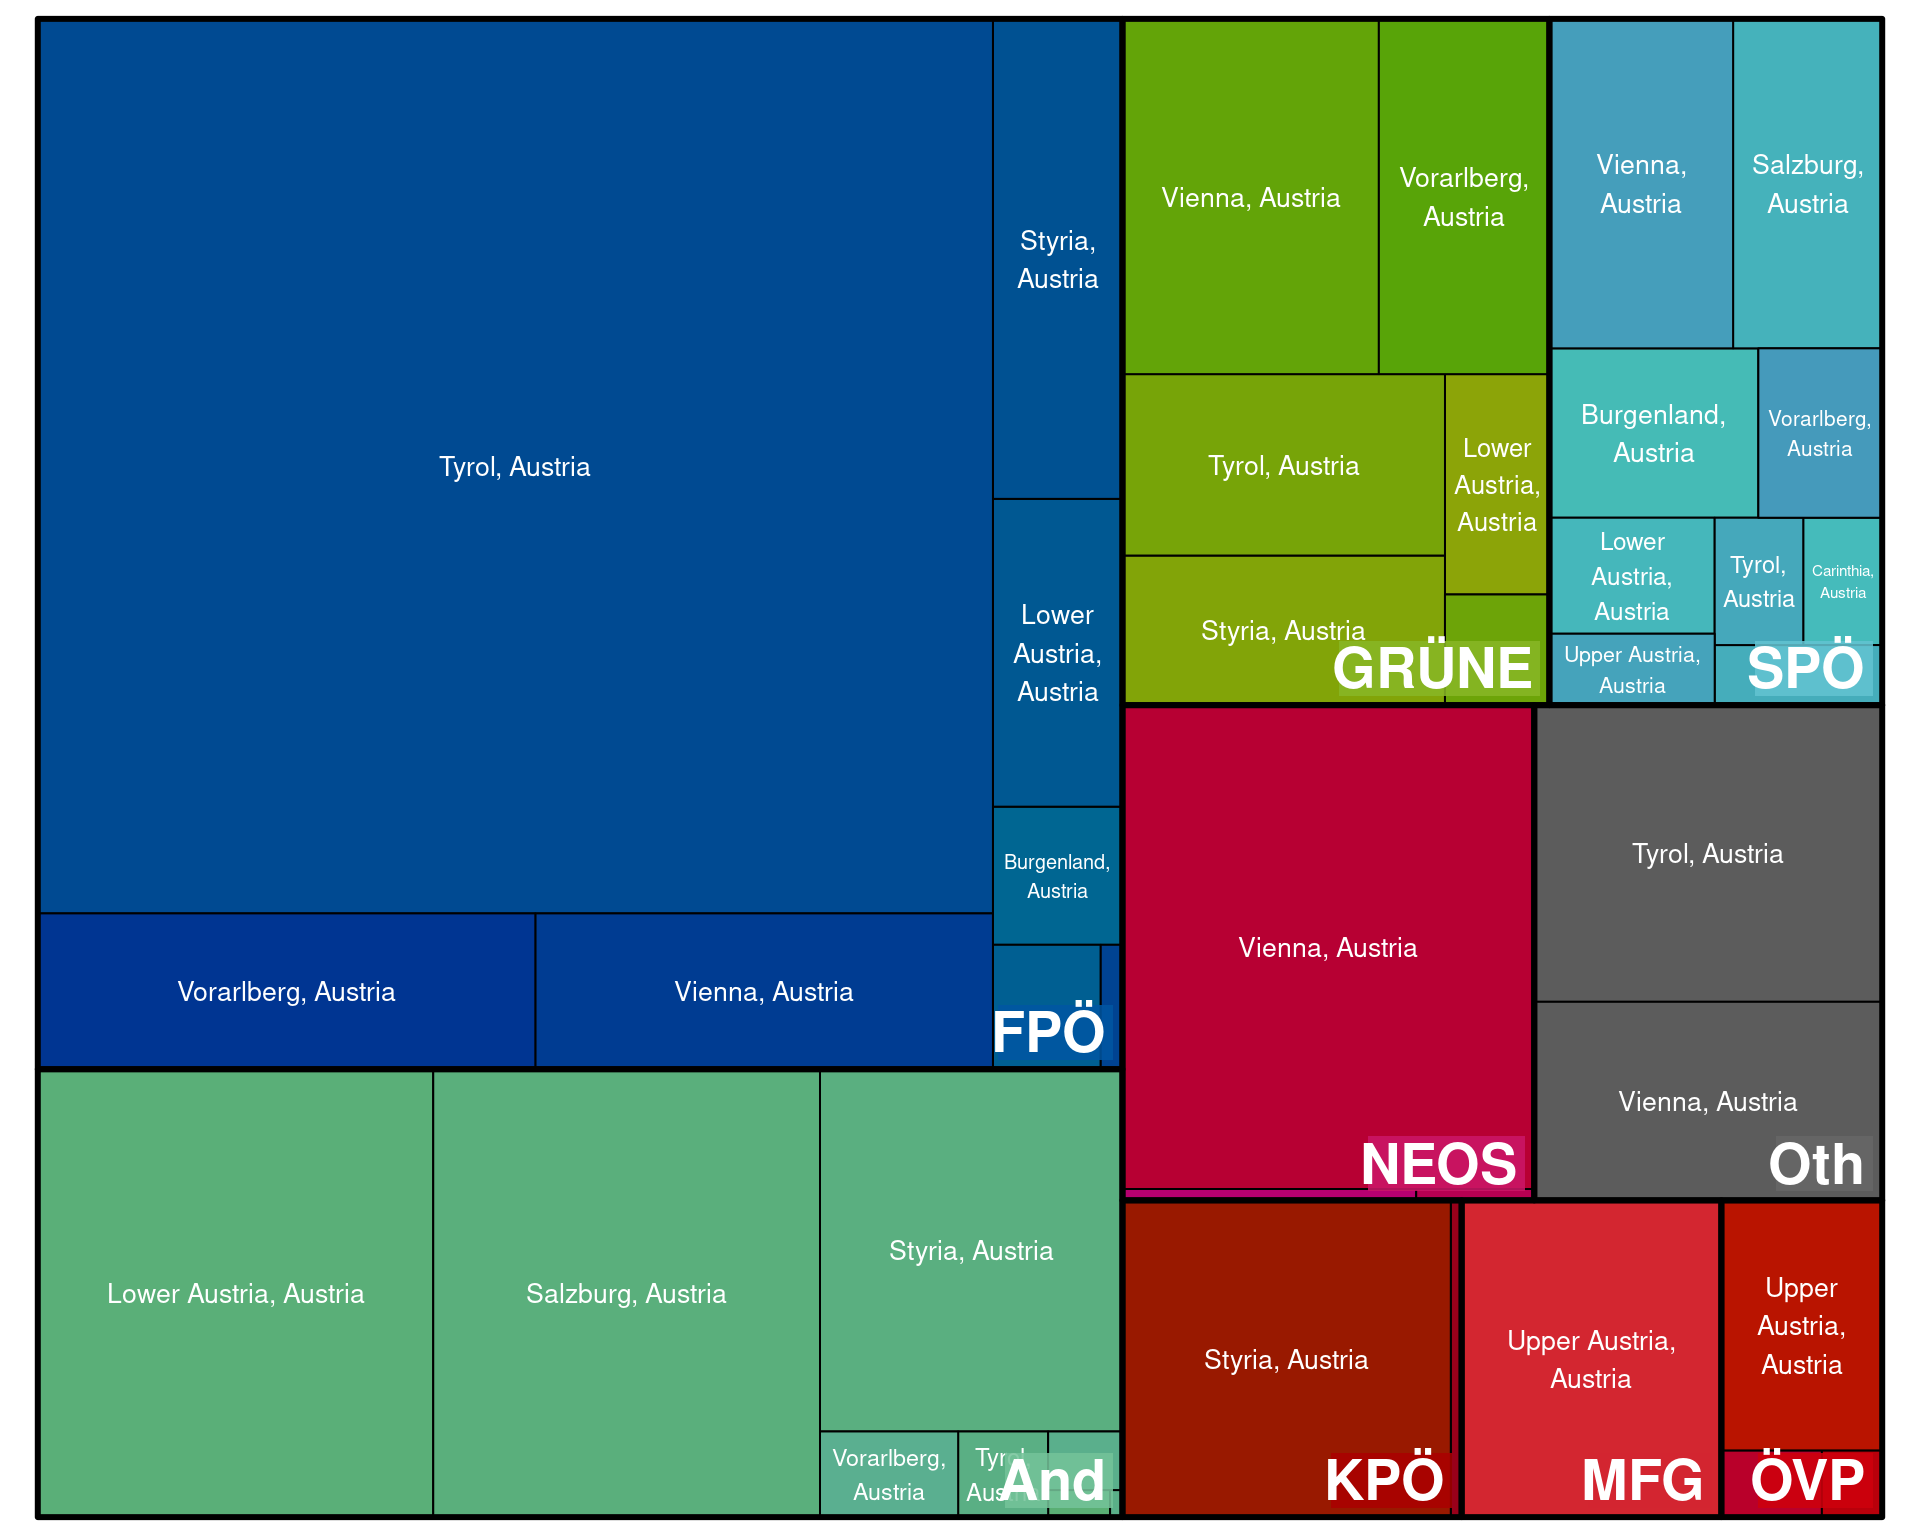 Tyrol, Austria
Styria,
Austria
Lower
Austria,
Austria
Burgenland,
Austria
Vorarlberg, Austria
Vienna, Austria
FPÖ
Lower Austria, Austria
Salzburg, Austria
Styria, Austria
Vorarlberg,
Austria
Tyrol,
Austria
And
Vienna, Austria
Vorarlberg,
Austria
Tyrol, Austria
Lower
Austria,
Austria
Styria, Austria
GRÜNE
Vienna,
Austria
Salzburg,
Austria
Burgenland,
Austria
Vorarlberg,
Austria
Lower
Austria,
Austria
Tyrol,
Austria
Carinthia,
Austria
Upper Austria,
Austria
SPÖ
Vienna, Austria
NEOS
Tyrol, Austria
Vienna, Austria
Oth
Styria, Austria
KPÖ
Upper Austria,
Austria
MFG
Upper
Austria,
Austria
ÖVP